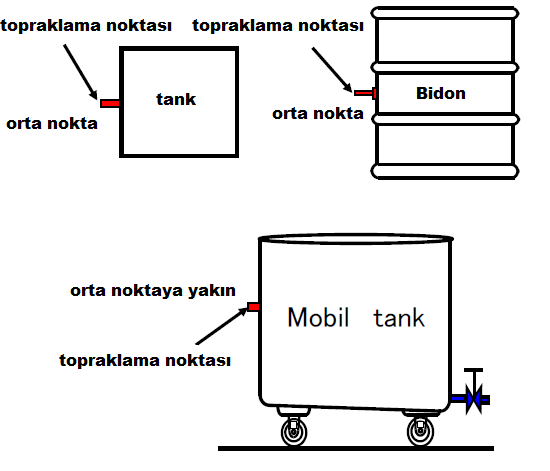 topraklama noktası
topraklama noktası
tank
Bidon
orta nokta
orta nokta
orta noktaya yakın
Mobil tank
topraklama noktası